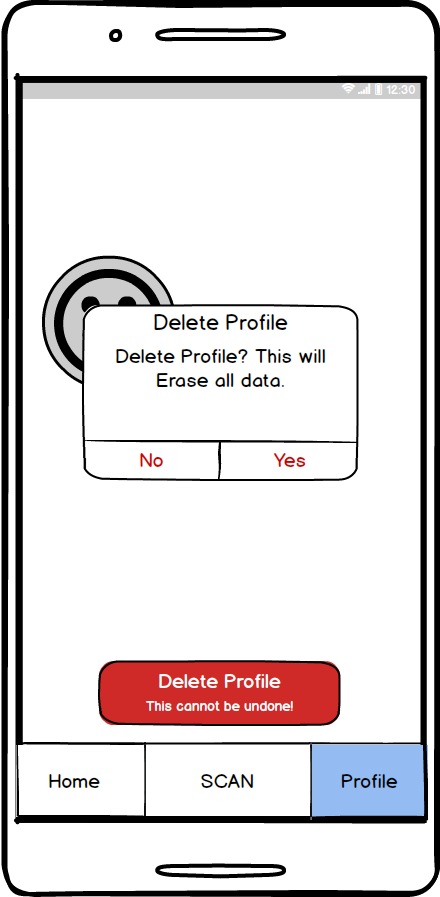 12:30
Delete Profile
Delete Profile? This will
Erase all data.
No Yes
Delete Profile
This cannot be undone!
Home SCAN Profile